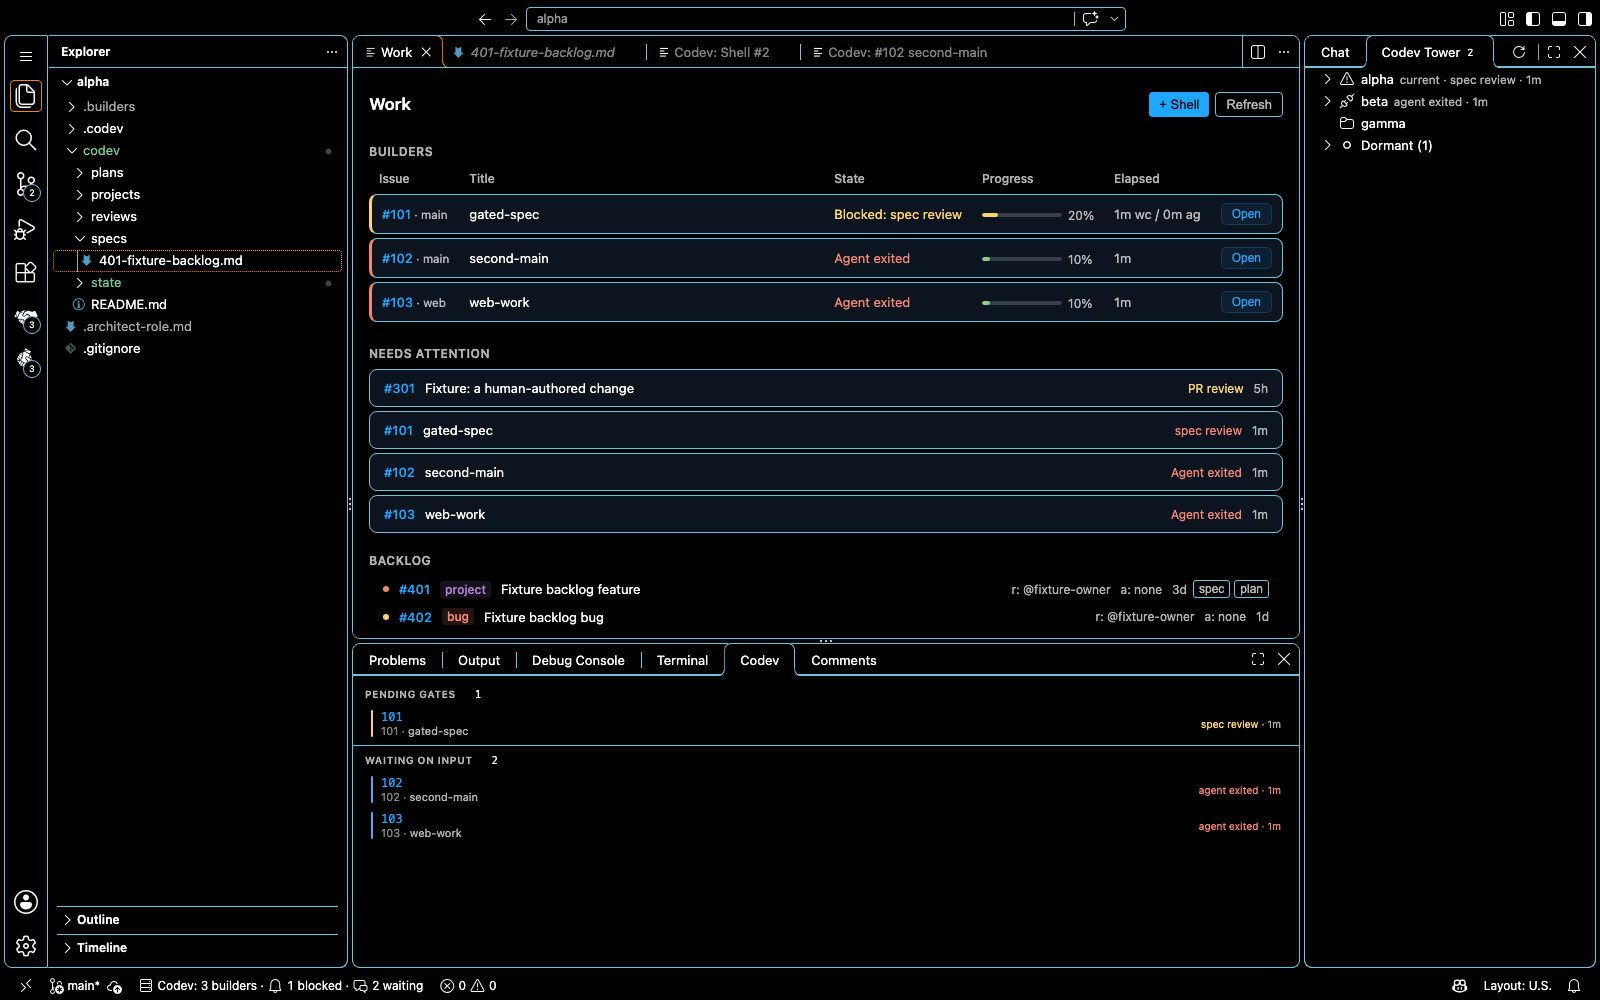 alpha
Explorer
alpha
.builders
.codev
codev
plans
projects
reviews
specs
401-fixture-backlog.md
state
README.md
.architect-role.md
.gitignore
Outline
Timeline
2
3
3
Work
401-fixture-backlog.md
Codev: Shell #2
Codev: #102 second-main
Work
+ Shell
Refresh
BUILDERS
Issue Title State Progress Elapsed
#101 · main gated-spec Blocked: spec review 20% 1m wc / 0m ag Open
#102 · main second-main Agent exited 10% 1m Open
#103 · web web-work Agent exited 10% 1m Open
NEEDS ATTENTION
#301 Fixture: a human-authored change PR review 5h
#101 gated-spec spec review 1m
#102 second-main Agent exited 1m
#103 web-work Agent exited 1m
BACKLOG
#401 project Fixture backlog feature r: @fixture-owner a: none 3d spec plan
#402 bug Fixture backlog bug r: @fixture-owner a: none 1d
Problems Output Debug Console Terminal Codev Comments
PENDING GATES 1
101
101 · gated-spec spec review · 1m
WAITING ON INPUT 2
102
102 · second-main agent exited · 1m
103
103 · web-work agent exited · 1m
Chat Codev Tower 2
alpha current · spec review · 1m
beta agent exited · 1m
gamma
Dormant (1)
main* Codev: 3 builders · 1 blocked · 2 waiting 0 0 Layout: U.S.